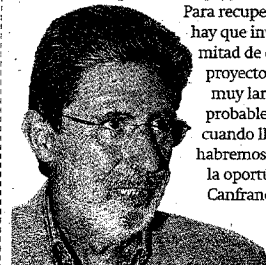 Para recupe
hay que in
mitad de
proyecto
muy lar
probable
cuando ll
habremos
la oportu
Canfran